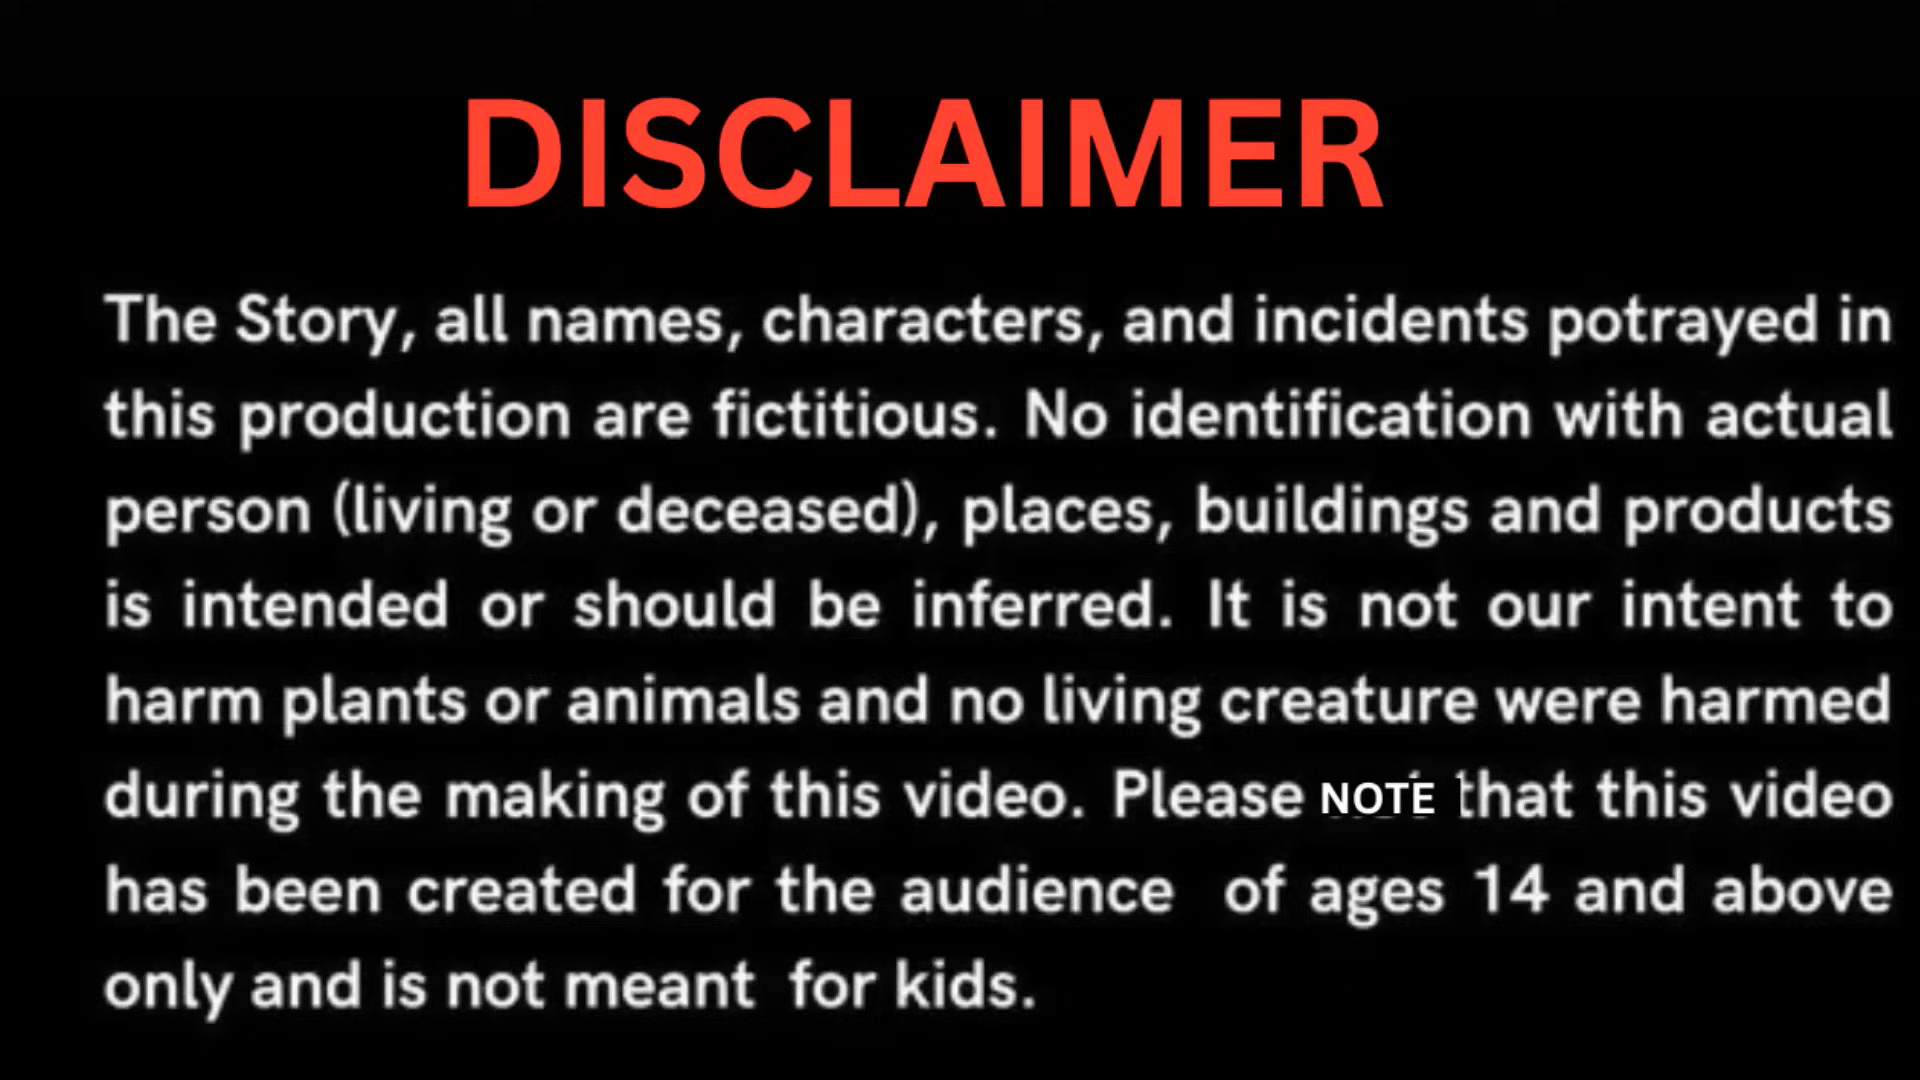 DISCLAIMER
The Story, all names, characters, and incidents potrayed in
this production are fictitious. No identification with actual
person (living or deceased), places, buildings and products
is intended or should be inferred. It is not our intent to
harm plants or animals and no living creature were harmed
during the making of this video. Please NOTE that this video
has been created for the audience of ages 14 and above
only and is not meant for kids.